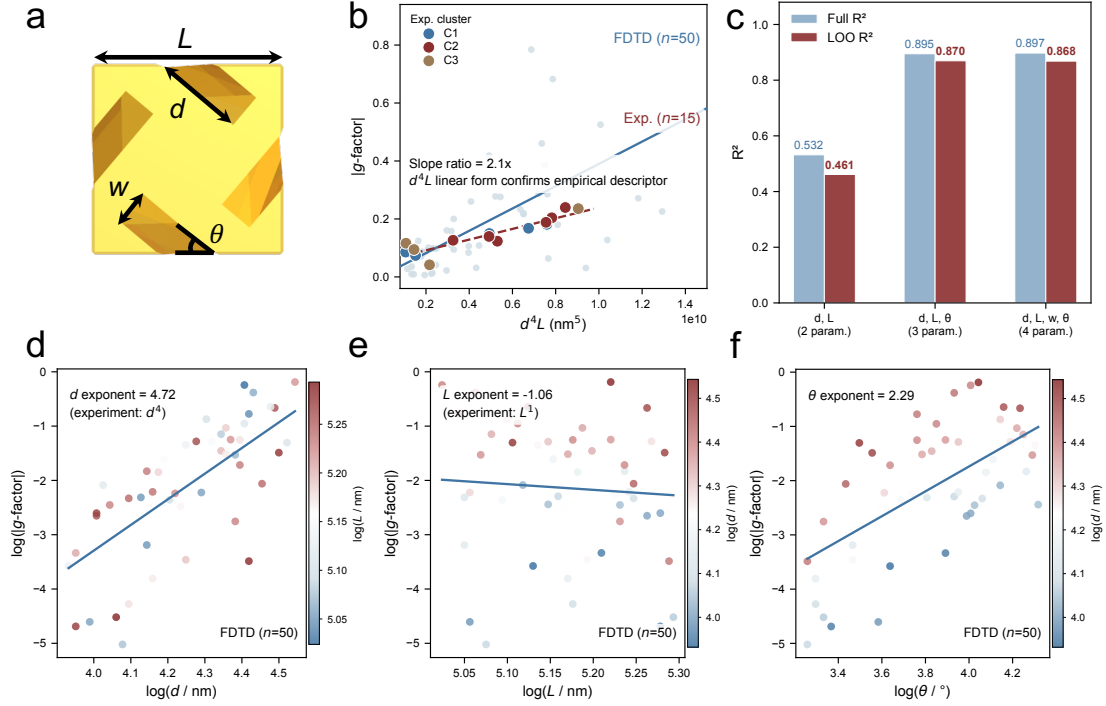 a
L
d
w
θ
b
Exp. cluster
C1
C2
C3
FDTD (n=50)
Exp. (n=15)
Slope ratio = 2.1x
d⁴L linear form confirms empirical descriptor
|g-factor|
0.8
0.6
0.4
0.2
0.0
0.2 0.4 0.6 0.8 1.0 1.2 1.4
1e10
d⁴L (nm⁵)
c
Full R²
LOO R²
R²
1.0
0.8
0.6
0.4
0.2
0.0
0.532
0.461
0.895
0.870
0.897
0.868
d, L
(2 param.)
d, L, θ
(3 param.)
d, L, w, θ
(4 param.)
d
d exponent = 4.72
(experiment: d⁴)
log(|g-factor|)
0
−1
−2
−3
−4
−5
FDTD (n=50)
4.0 4.1 4.2 4.3 4.4 4.5
log(d / nm)
5.25
5.20
5.15
5.10
5.05
log(L / nm)
e
L exponent = -1.06
(experiment: L¹)
log(|g-factor|)
0
−1
−2
−3
−4
−5
FDTD (n=50)
5.05 5.10 5.15 5.20 5.25 5.30
log(L / nm)
4.5
4.4
4.3
4.2
4.1
4.0
log(d / nm)
f
θ exponent = 2.29
log(|g-factor|)
0
−1
−2
−3
−4
−5
FDTD (n=50)
3.4 3.6 3.8 4.0 4.2
log(θ / °)
4.5
4.4
4.3
4.2
4.1
4.0
log(d / nm)